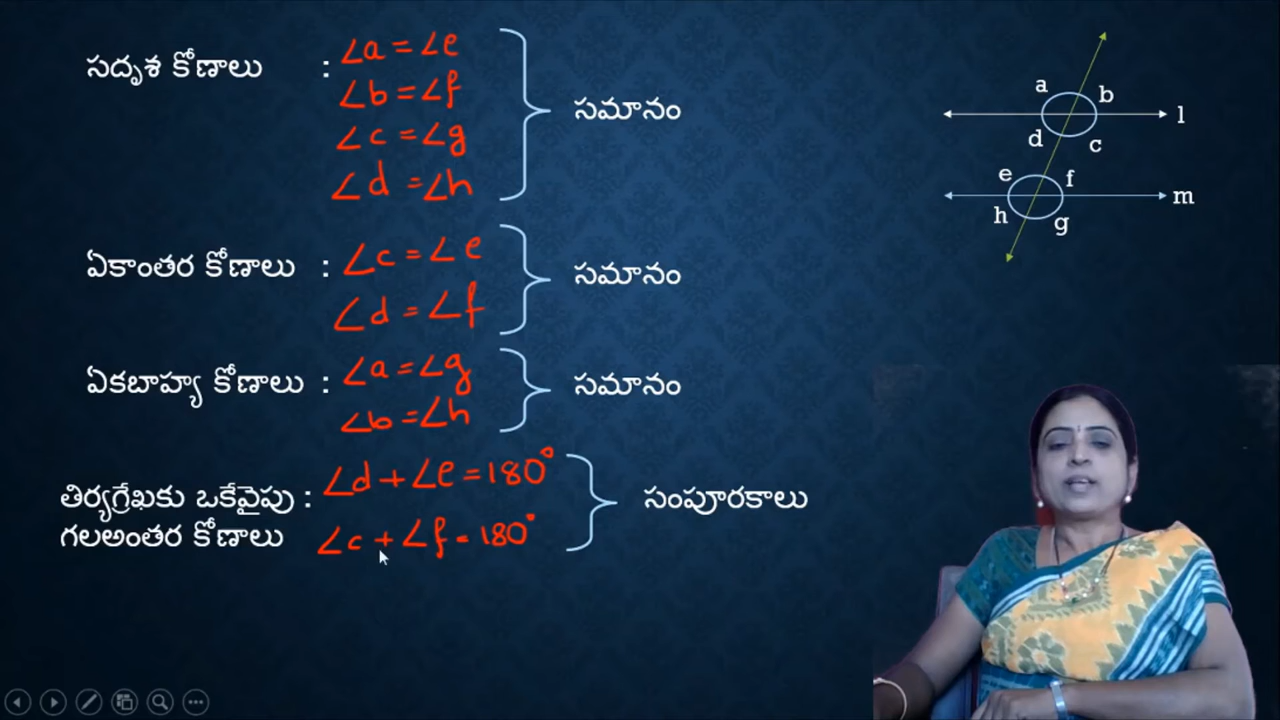 సదృశ కోణాలు : ∠a = ∠e
∠b = ∠f
∠c = ∠g
∠d = ∠h
సమానం
ఏకాంతర కోణాలు : ∠c = ∠e
∠d = ∠f
సమానం
ఏకబాహ్య కోణాలు : ∠a = ∠g
∠b = ∠h
సమానం
తిర్యగ్రేఖకు ఒకేవైపు : ∠d + ∠e = 180°
గలఅంతర కోణాలు ∠c + ∠f = 180°
సంపూరకాలు
a b
l
d c
e f
m
h g